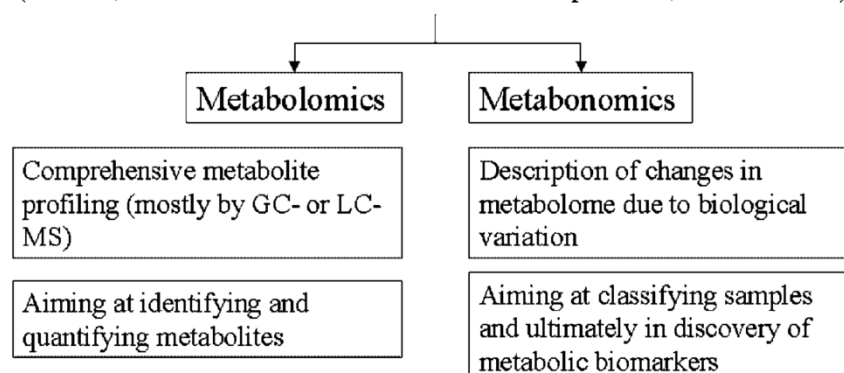 Metabolomics
Metabonomics
Comprehensive metabolite
profiling (mostly by GC- or LC-
MS)
Aiming at identifying and
quantifying metabolites
Description of changes in
metabolome due to biological
variation
Aiming at classifying samples
and ultimately in discovery of
metabolic biomarkers